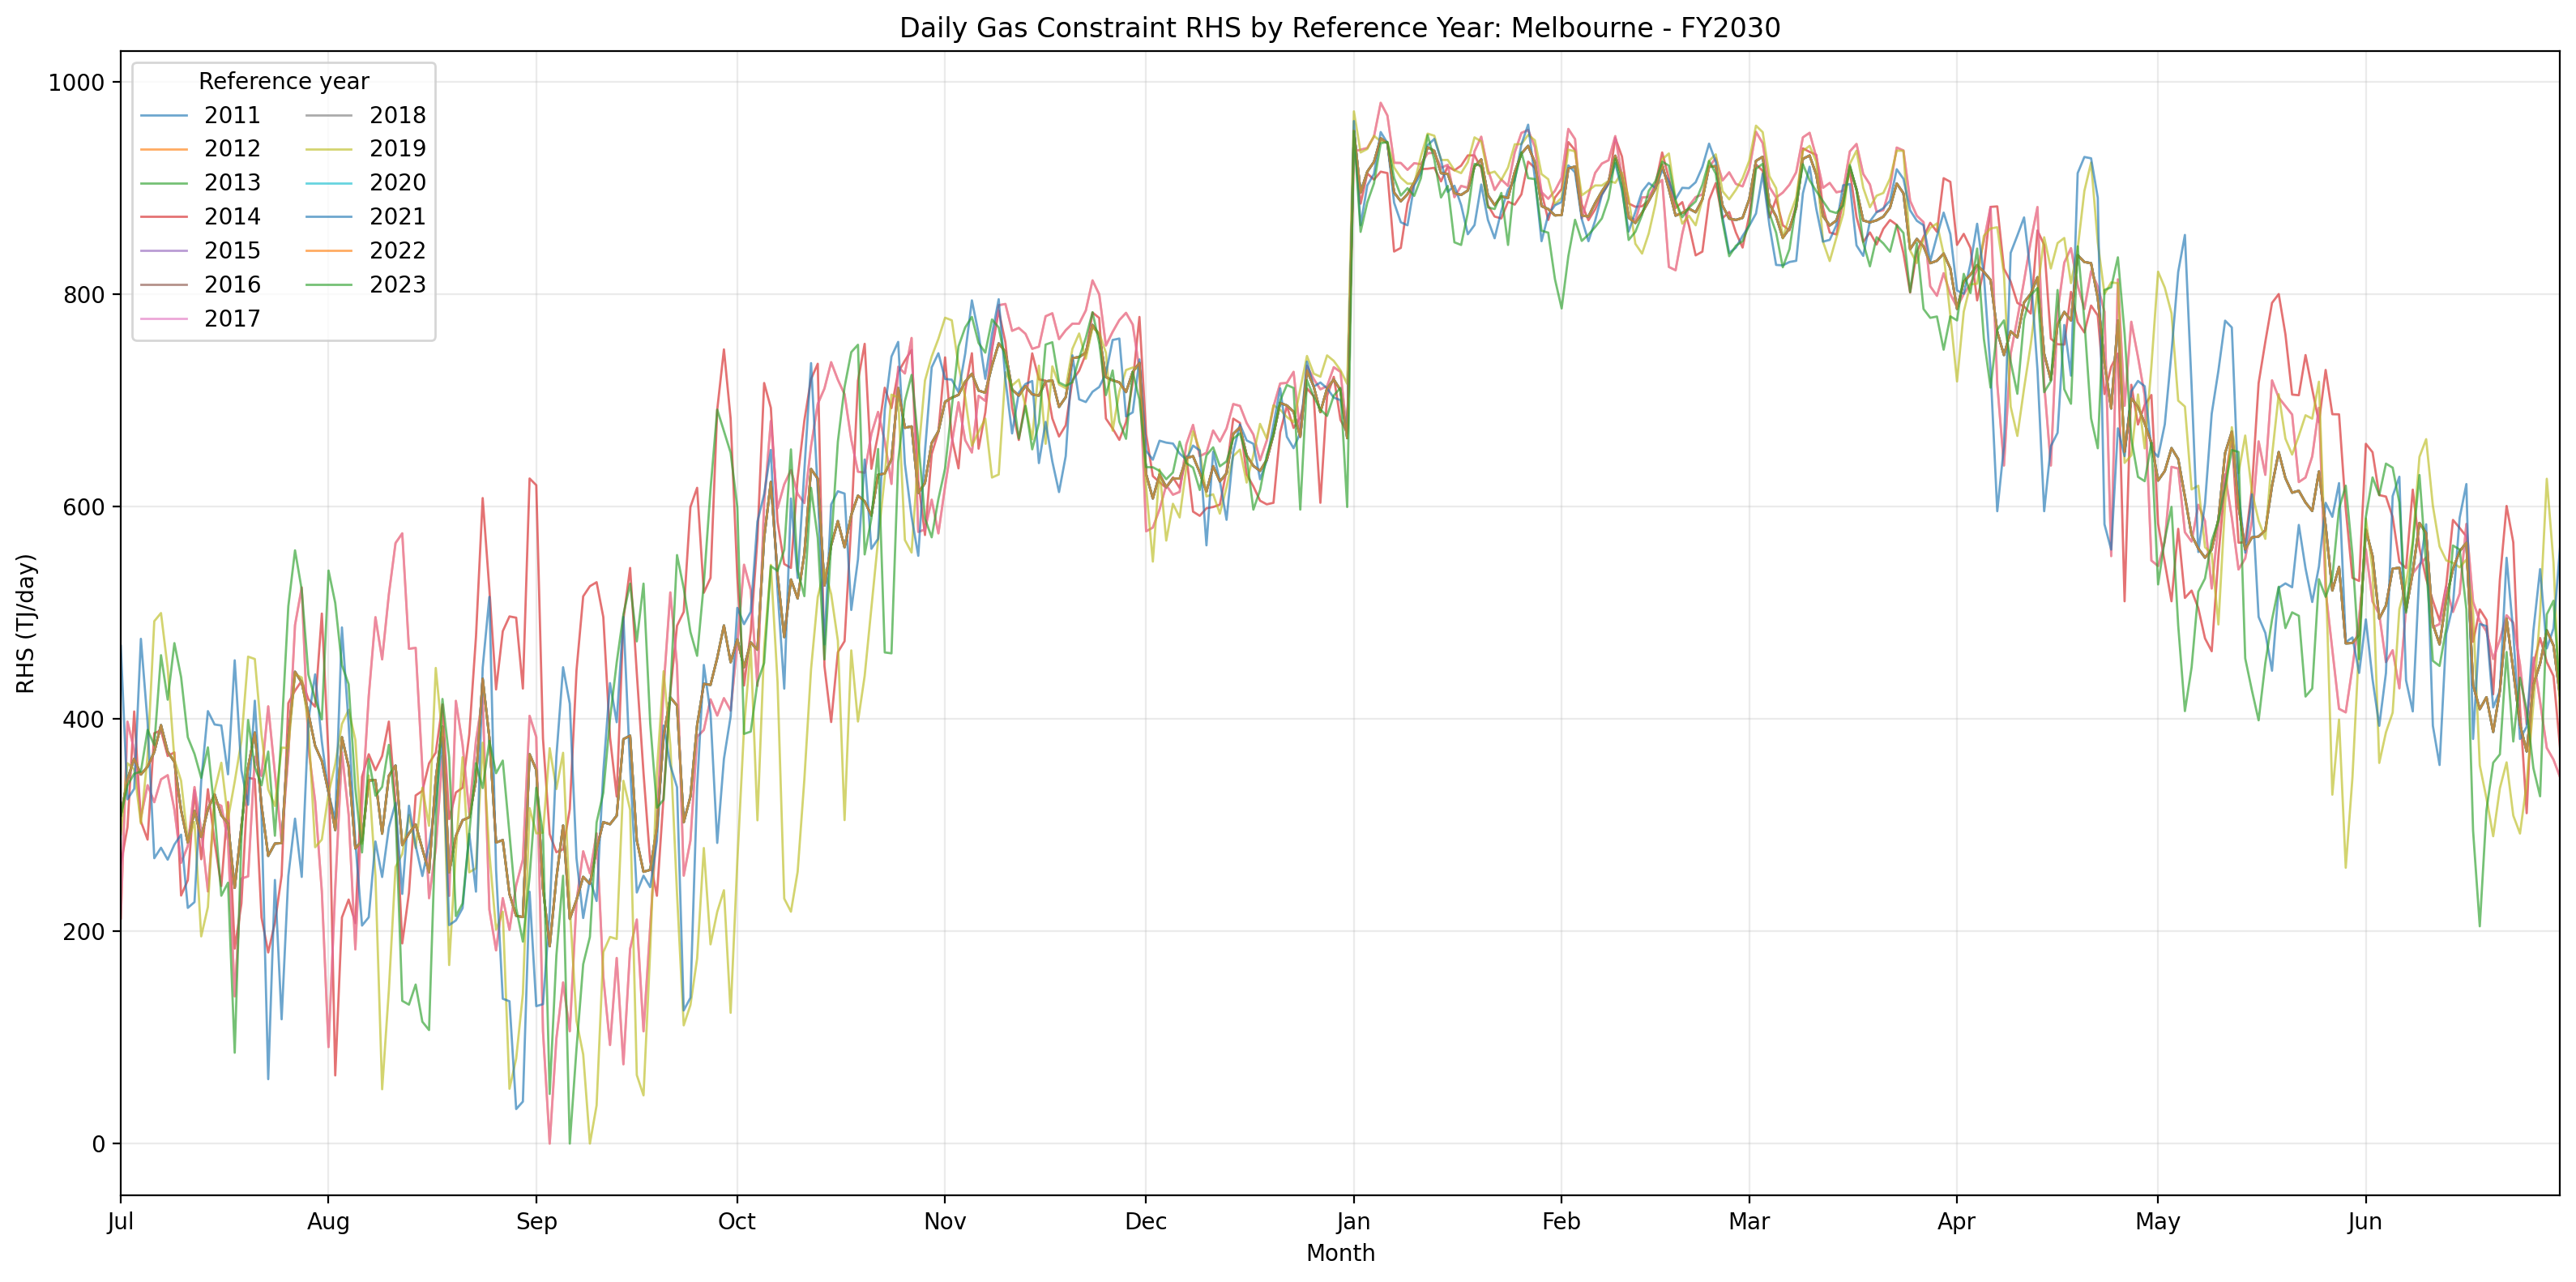 Daily Gas Constraint RHS by Reference Year: Melbourne - FY2030
RHS (TJ/day)
1000
800
600
400
200
0
Reference year
2011
2012
2013
2014
2015
2016
2017
2018
2019
2020
2021
2022
2023
Jul
Aug
Sep
Oct
Nov
Dec
Jan
Feb
Mar
Apr
May
Jun
Month